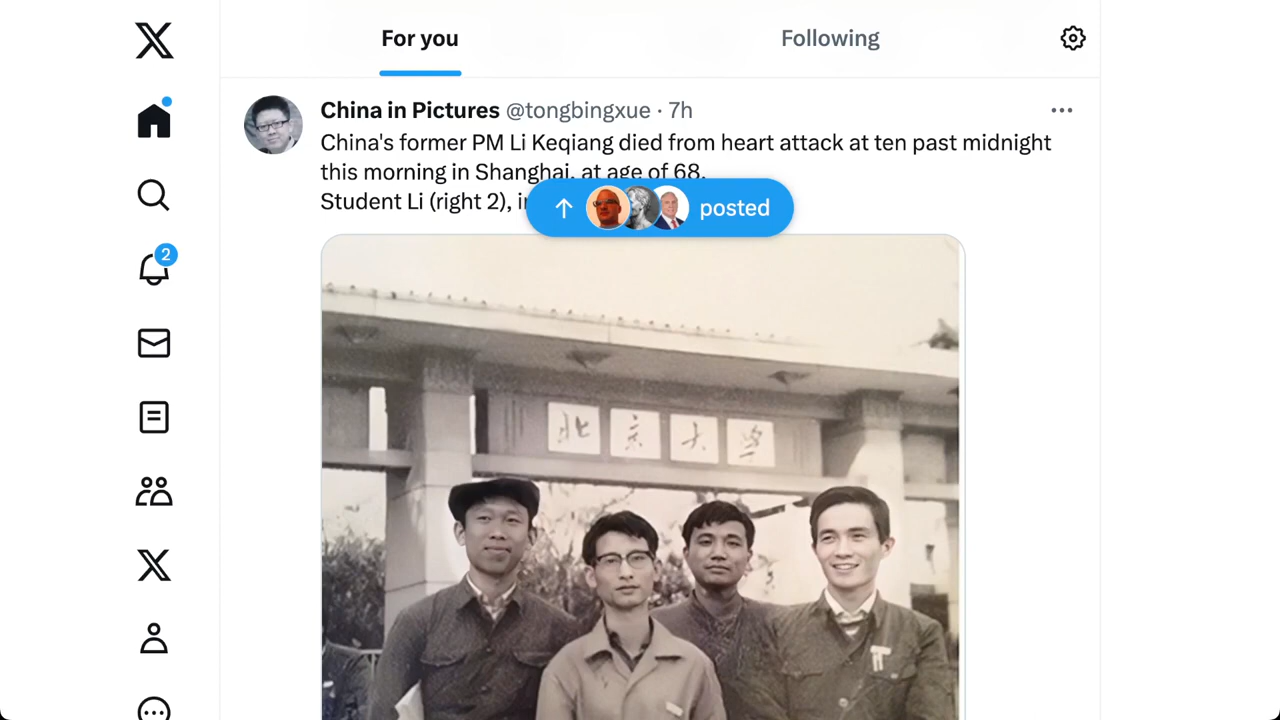 For you
Following
China in Pictures @tongbingxue · 7h
China's former PM Li Keqiang died from heart attack at ten past midnight
this morning in Shanghai, at age of 68.
Student Li (right 2),
posted
2
北京大学